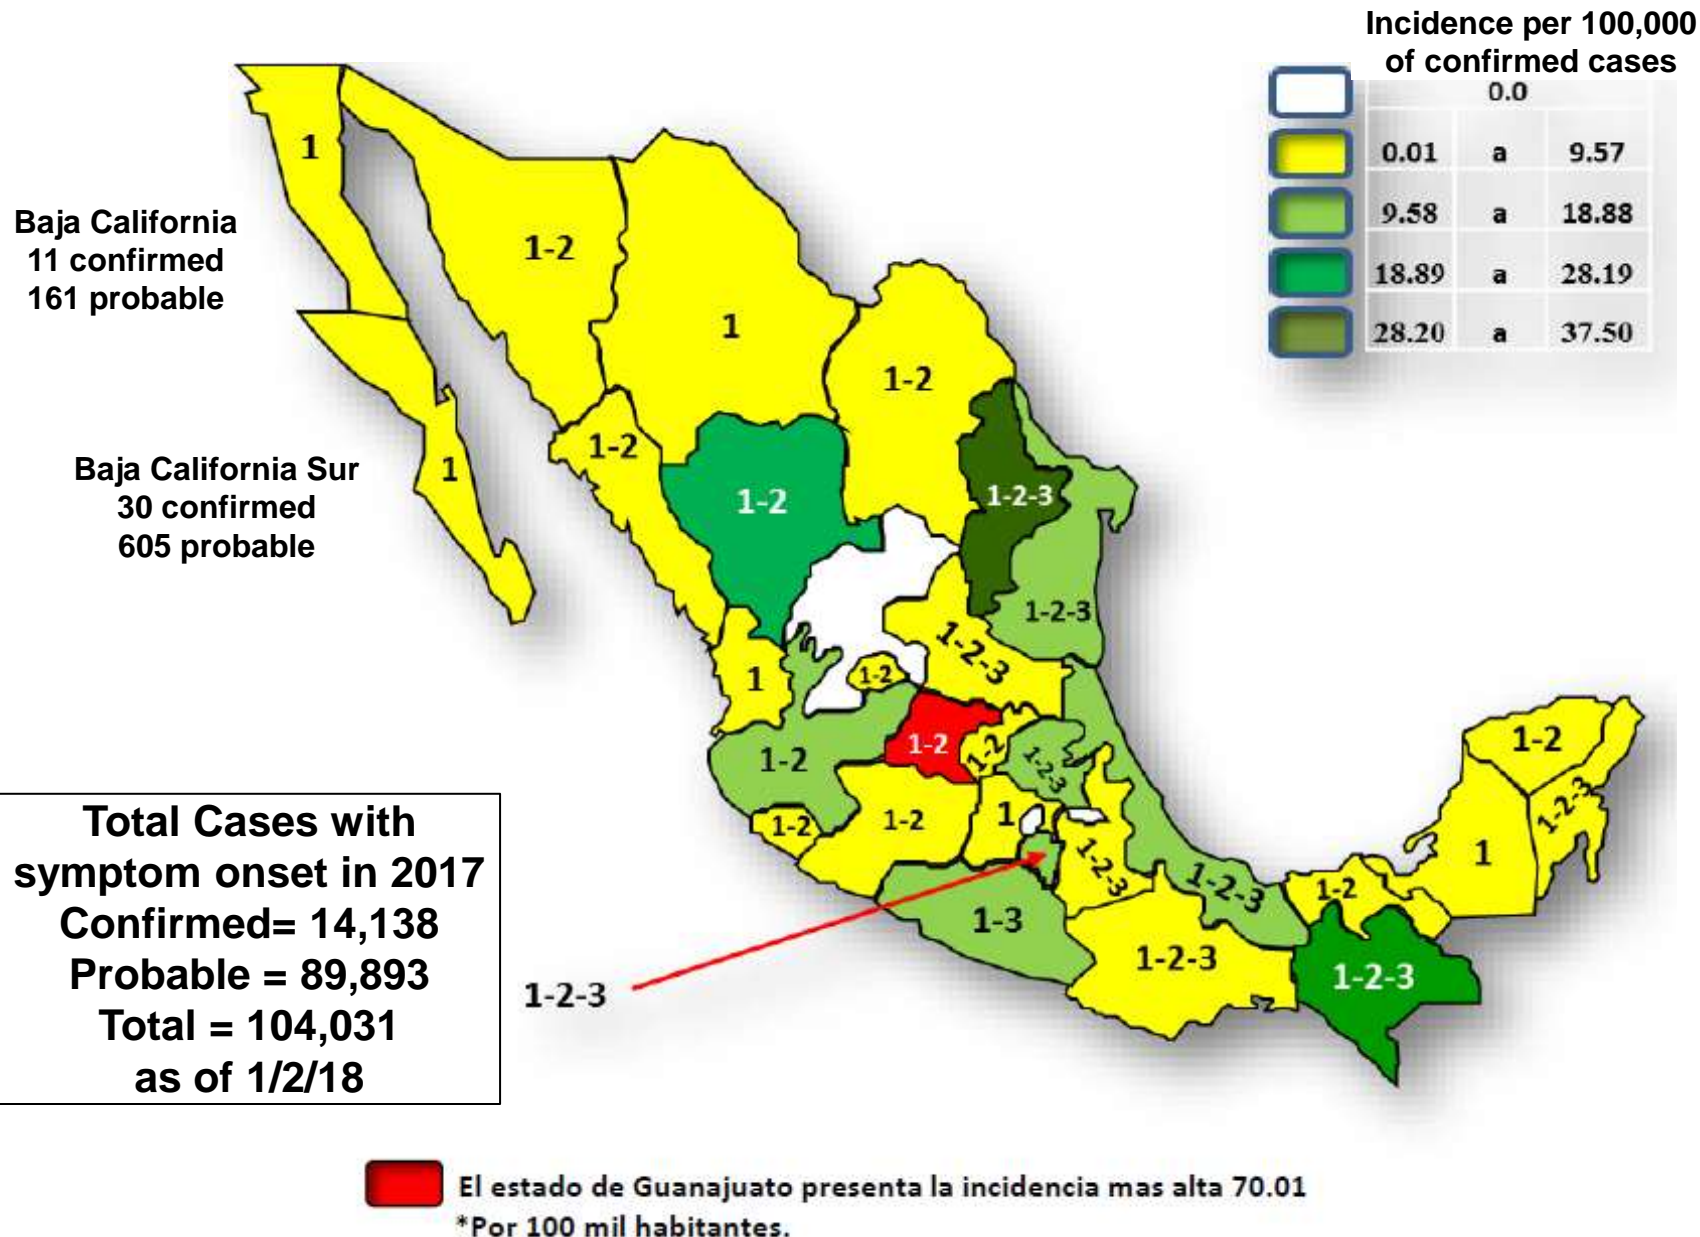 Incidence per 100,000
of confirmed cases
0.0
0.01 a 9.57
9.58 a 18.88
18.89 a 28.19
28.20 a 37.50
Baja California
11 confirmed
161 probable
Baja California Sur
30 confirmed
605 probable
1
1-2
1
1-2
1
1-2
1-2
1-2-3
1-2-3
1-2-3
1
1-2
1-2
1-2
1-2
1-2-3
1-2
1-2
1
1-2-3
1-2-3
1-3
1-2-3
1-2
1-2-3
1
1-2
1-2-3
1-2-3
1-2-3
Total Cases with
symptom onset in 2017
Confirmed= 14,138
Probable = 89,893
Total = 104,031
as of 1/2/18
El estado de Guanajuato presenta la incidencia mas alta 70.01
*Por 100 mil habitantes.